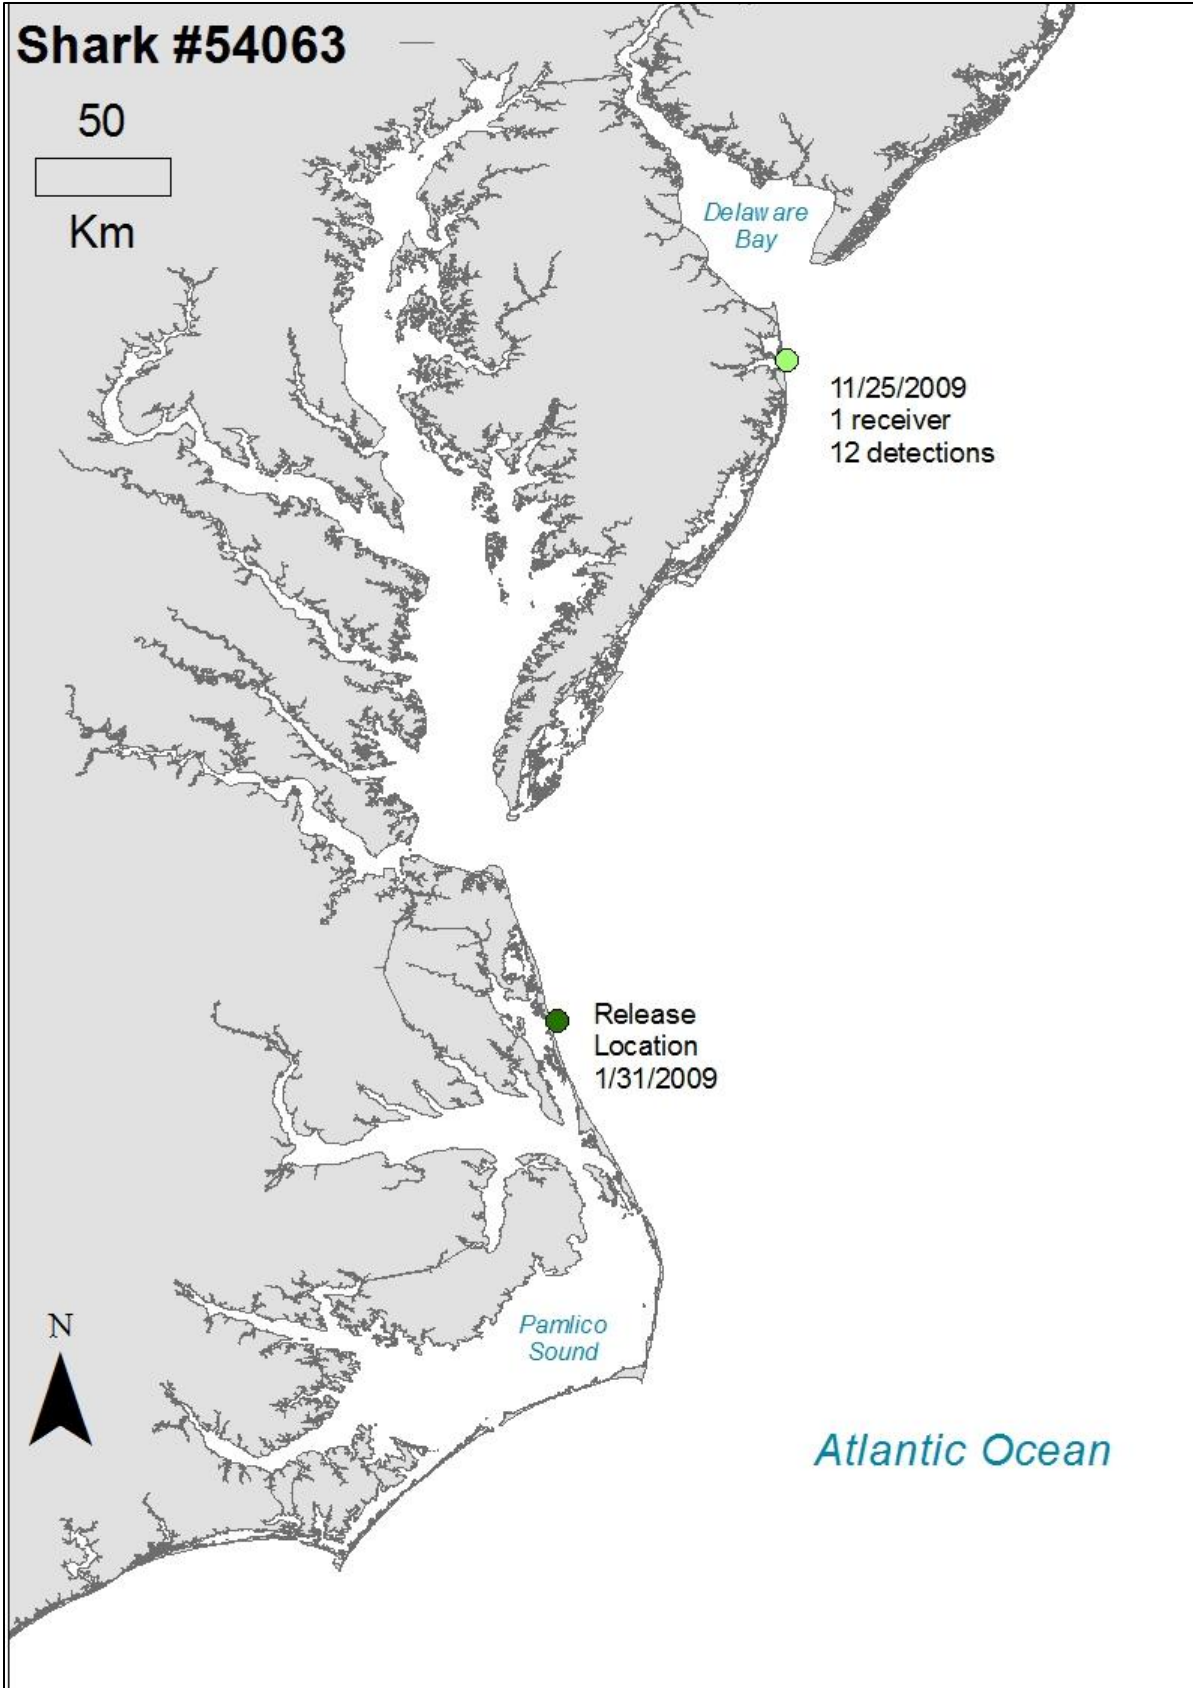 Shark #54063
50
Km
Delaware
Bay
11/25/2009
1 receiver
12 detections
Release
Location
1/31/2009
N
Pamlico
Sound
Atlantic Ocean